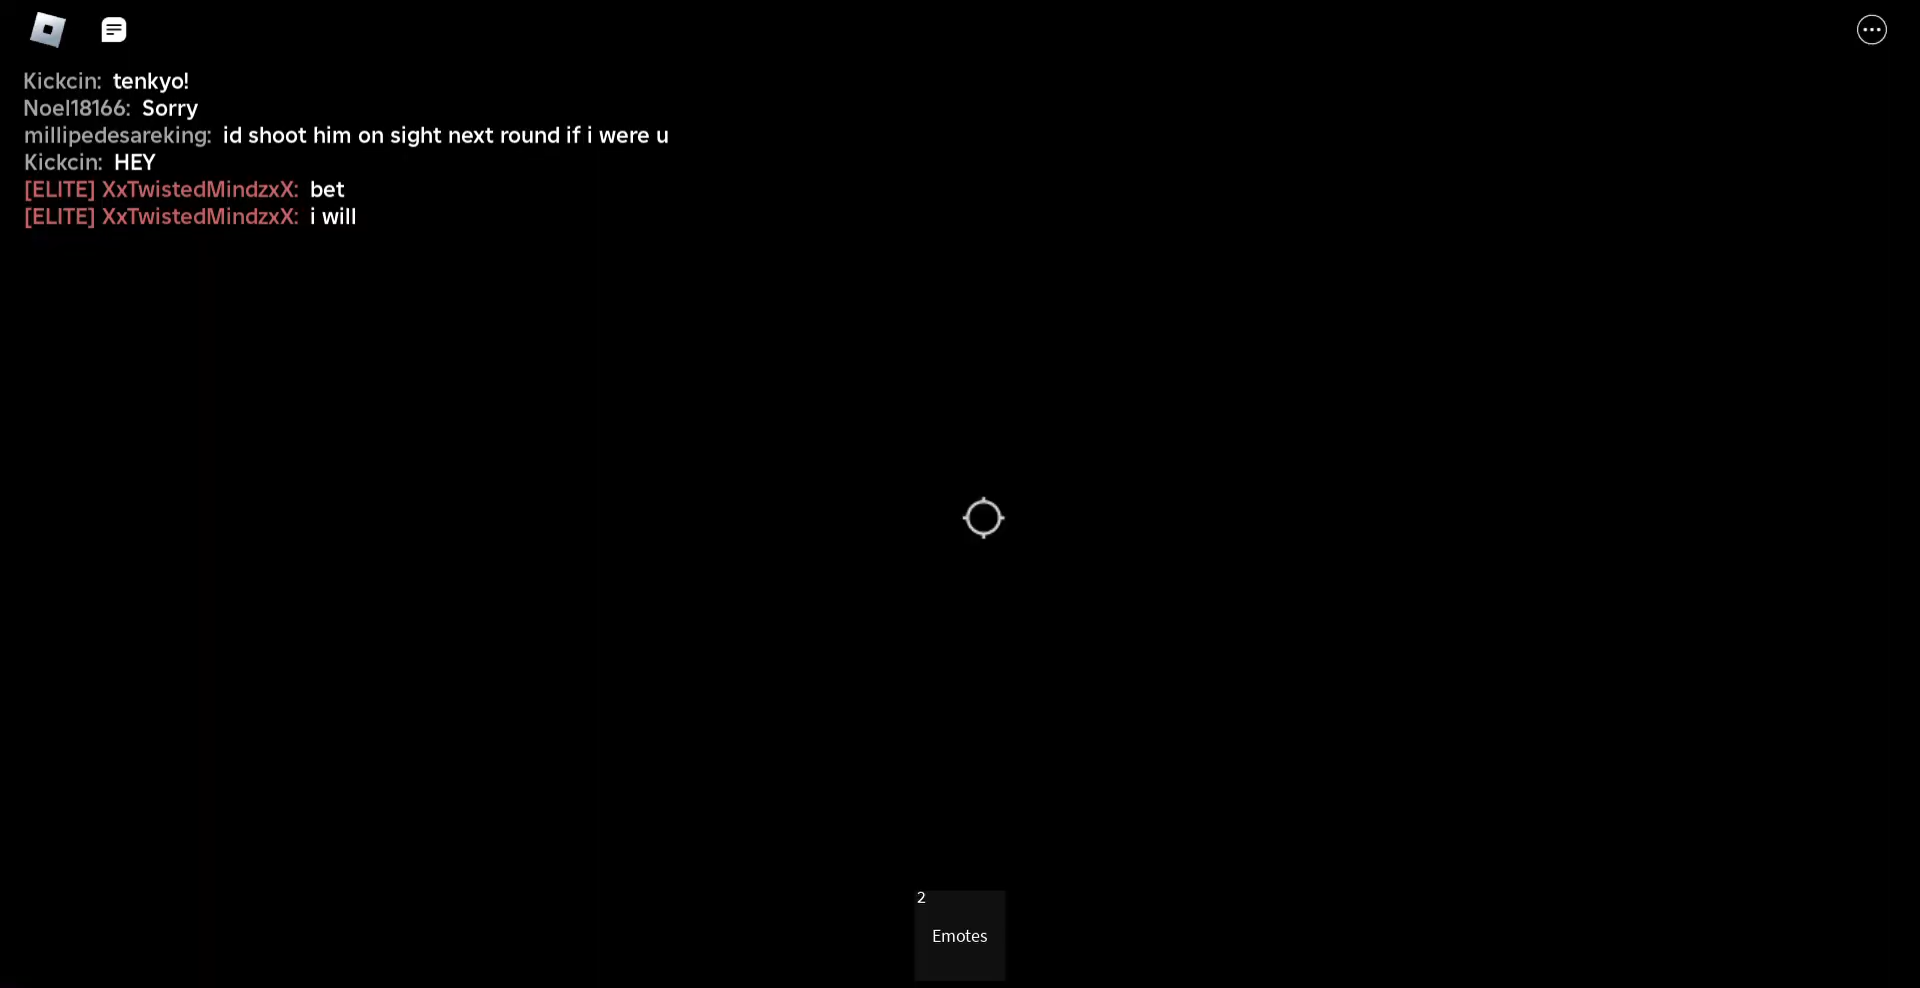 Kickcin: tenkyo!
Noel18166: Sorry
millipedesareking: id shoot him on sight next round if i were u
Kickcin: HEY
[ELITE] XxTwistedMindzxX: bet
[ELITE] XxTwistedMindzxX: i will
2
Emotes